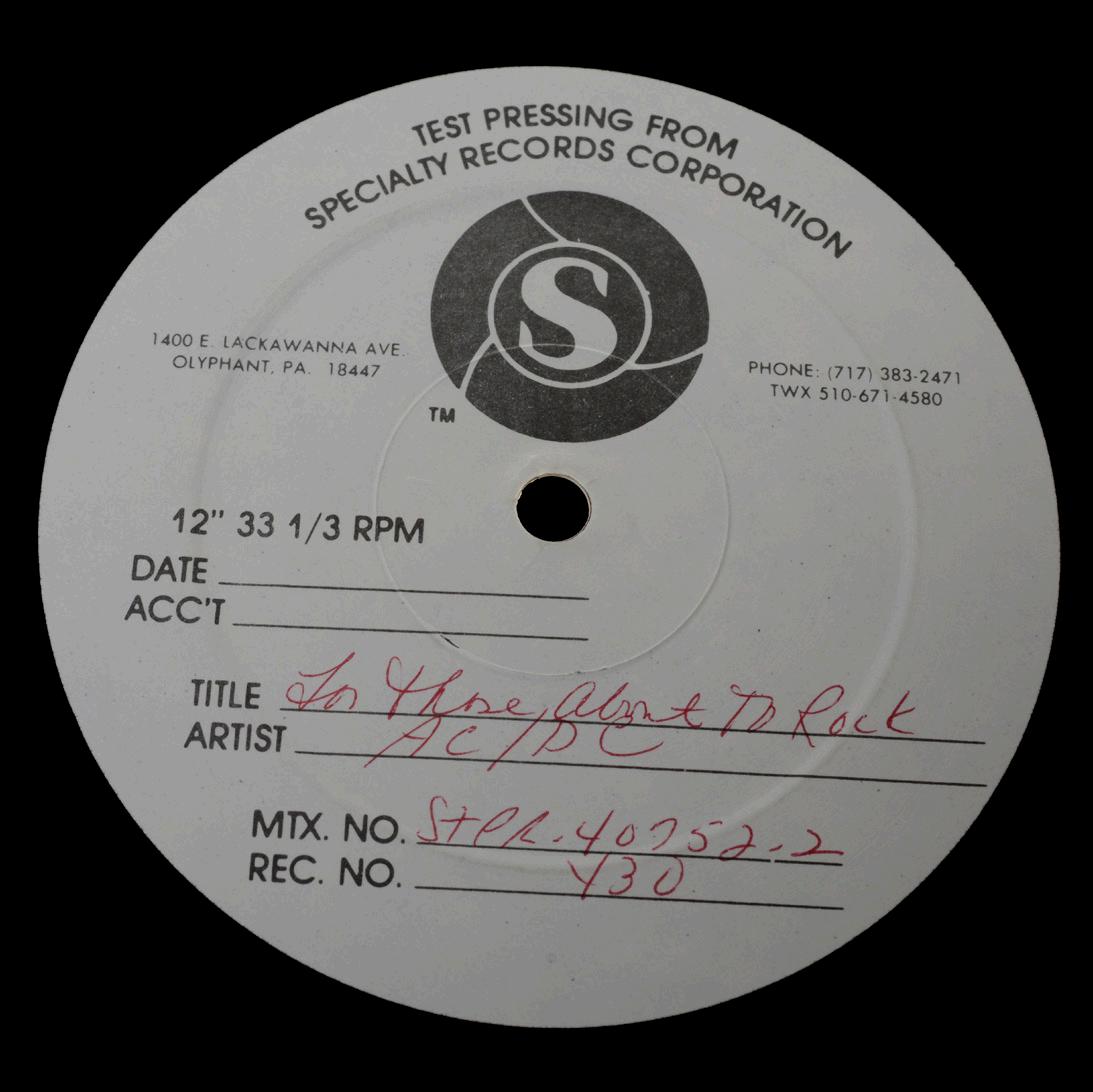 TEST PRESSING FROM
SPECIALTY RECORDS CORPORATION
S
1400 E. LACKAWANNA AVE.
OLYPHANT, PA. 18447
PHONE: (717) 383-2471
TWX 510-671-4580
TM
12" 33 1/3 RPM
DATE
ACC'T
TITLE For Those About To Rock
ARTIST AC/DC
MTX. NO. St PR-40752-2
REC. NO. 430